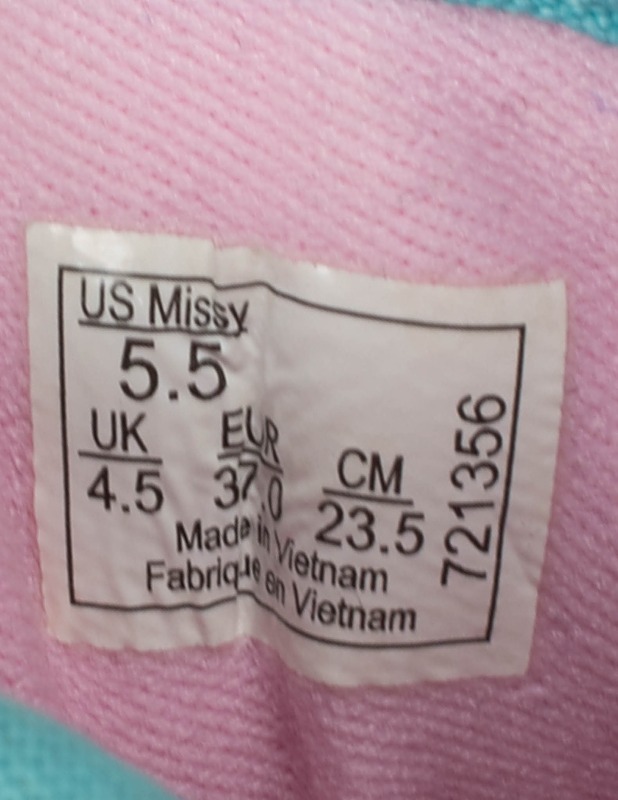 US Missy
5.5
UK EUR CM
4.5 37.0 23.5
Made in Vietnam
Fabrique en Vietnam
721356